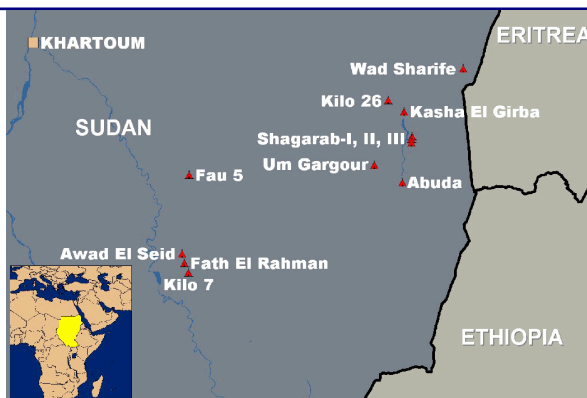 KHARTOUM
ERITREA
Wad Sharife
Kilo 26
Kasha El Girba
SUDAN
Shagarab-I, II, III
Um Gargour
Fau 5
Abuda
Awad El Seid
Fath El Rahman
Kilo 7
ETHIOPIA